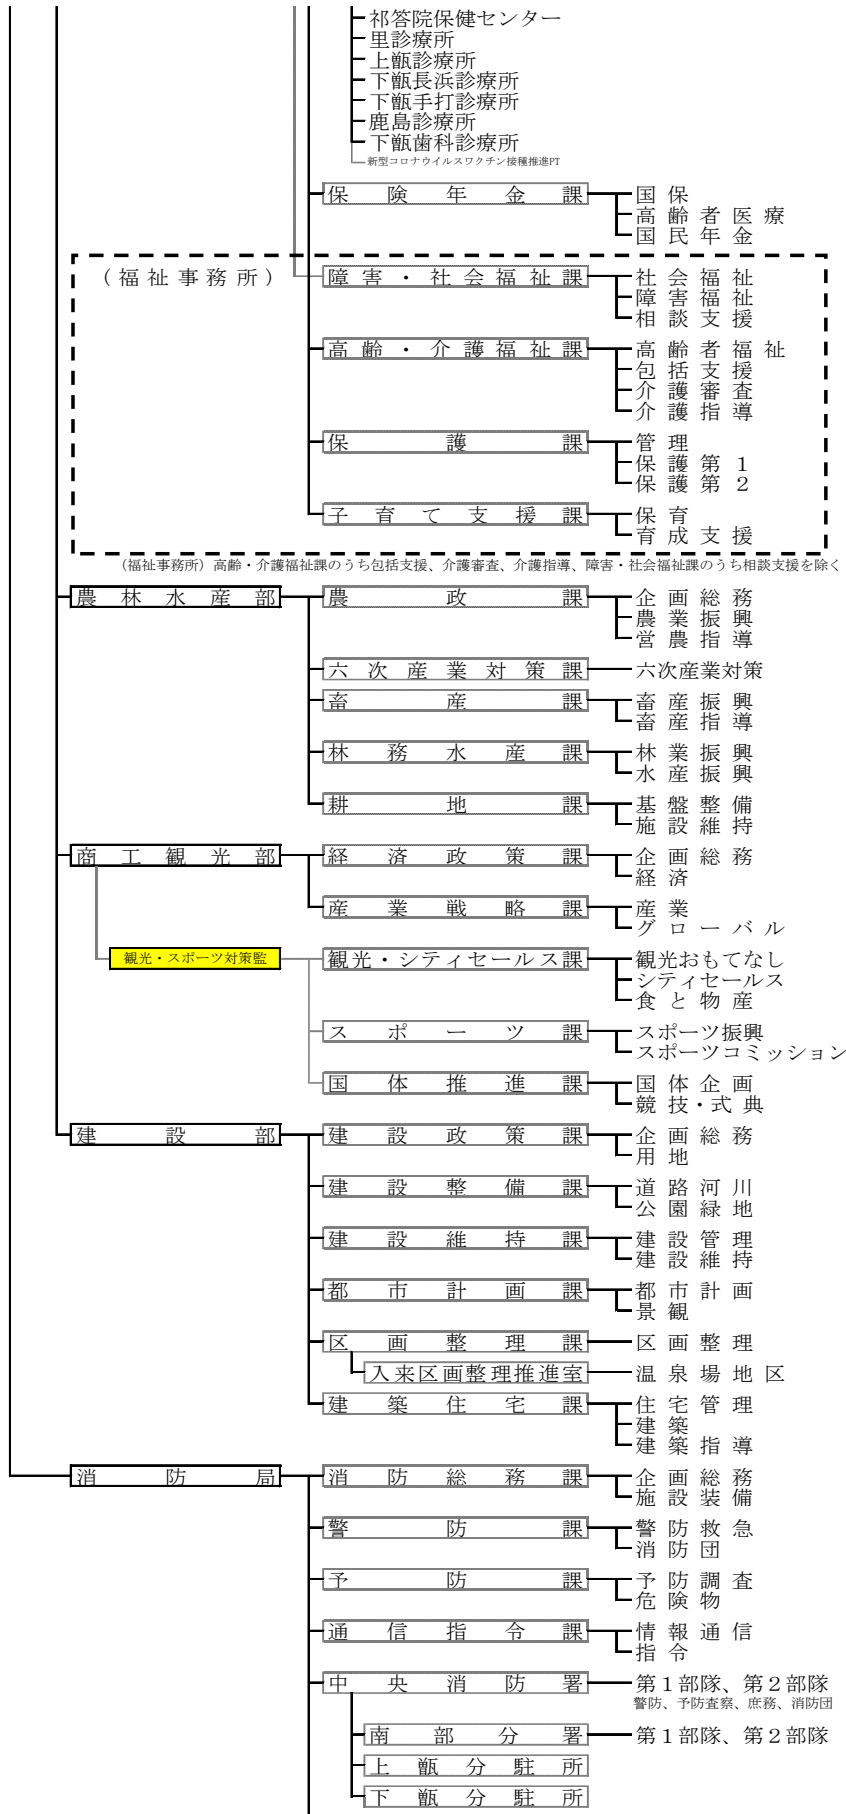 祁答院保健センター
里診療所
上甑診療所
下甑長浜診療所
下甑手打診療所
鹿島診療所
下甑歯科診療所
新型コロナウイルスワクチン接種推進PT
保険年金課 国保
高齢者医療
国民年金
(福祉事務所) 障害・社会福祉課 社会福祉
障害福祉
相談支援
高齢・介護福祉課 高齢者福祉
包括支援
介護審査
介護指導
保護課 管理
保護第１
保護第２
子育て支援課 保育
育成支援
(福祉事務所)高齢・介護福祉課のうち包括支援、介護審査、介護指導、障害・社会福祉課のうち相談支援を除く
農林水産部 農政課 企画総務
農業振興
営農指導
六次産業対策課 六次産業対策
畜産課 畜産振興
畜産指導
林務水産課 林業振興
水産振興
耕地課 基盤整備
施設維持
商工観光部 経済政策課 企画総務
経済
産業戦略課 産業
グローバル
観光・スポーツ対策監 観光・シティセールス課 観光おもてなし
シティセールス
食と物産
スポーツ課 スポーツ振興
スポーツコミッション
国体推進課 国体企画
競技・式典
建設部 建設政策課 企画総務
用地
建設整備課 道路河川
公園緑地
建設維持課 建設管理
建設維持
都市計画課 都市計画
景観
区画整理課 区画整理
入来区画整理推進室 温泉場地区
建築住宅課 住宅管理
建築
建築指導
消防局 消防総務課 企画総務
施設装備
警防課 警防救急
消防団
予防課 予防調査
危険物
通信指令課 情報通信
指令
中央消防署 第１部隊、第２部隊
警防、予防査察、庶務、消防団
南部分署 第１部隊、第２部隊
上甑分駐所
下甑分駐所